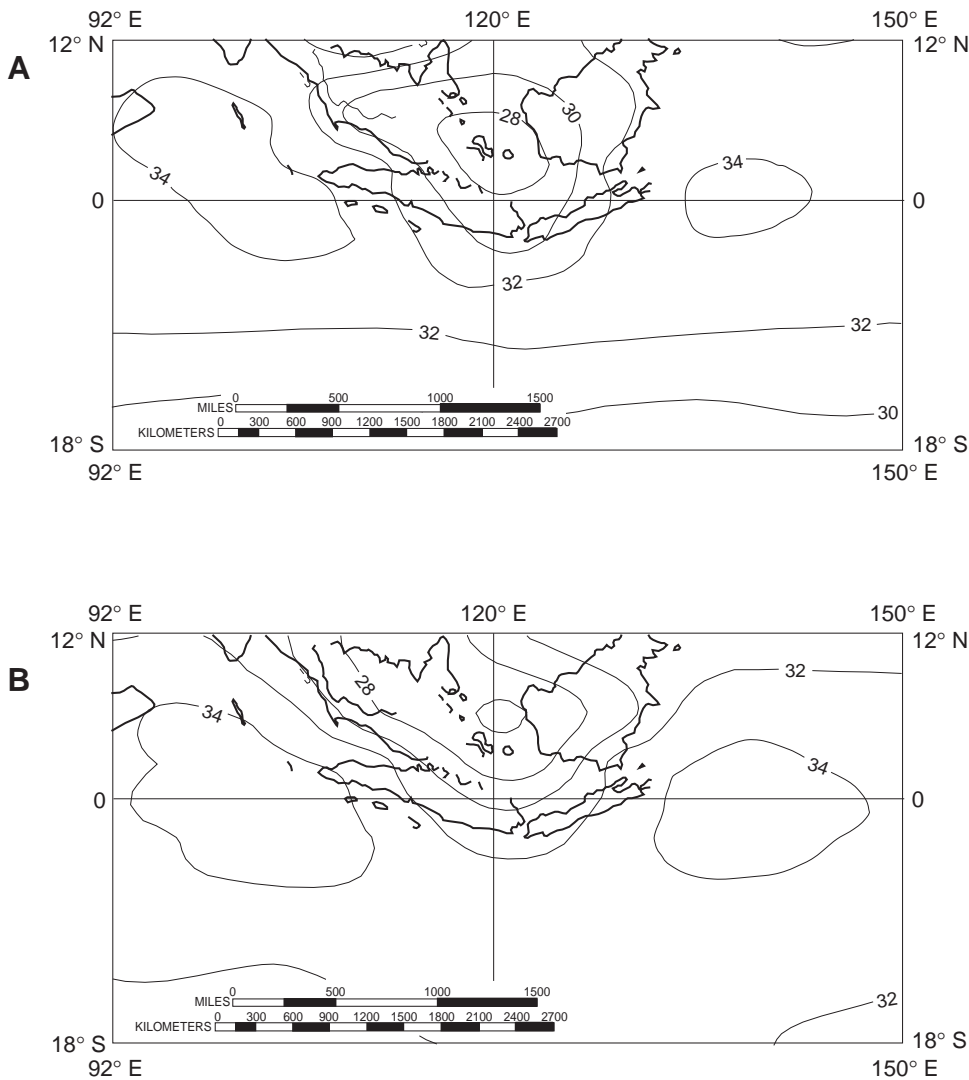 92° E 120° E 150° E
12° N 12° N
A
28
30
34
34
0 0
32
32 32
0 500 1000 1500
MILES
30
0 300 600 900 1200 1500 1800 2100 2400 2700
KILOMETERS
18° S 18° S
92° E 150° E
92° E 120° E 150° E
12° N 12° N
B
32
28
34
34
0 0
32
0 500 1000 1500
MILES
0 300 600 900 1200 1500 1800 2100 2400 2700
KILOMETERS
18° S 18° S
92° E 150° E